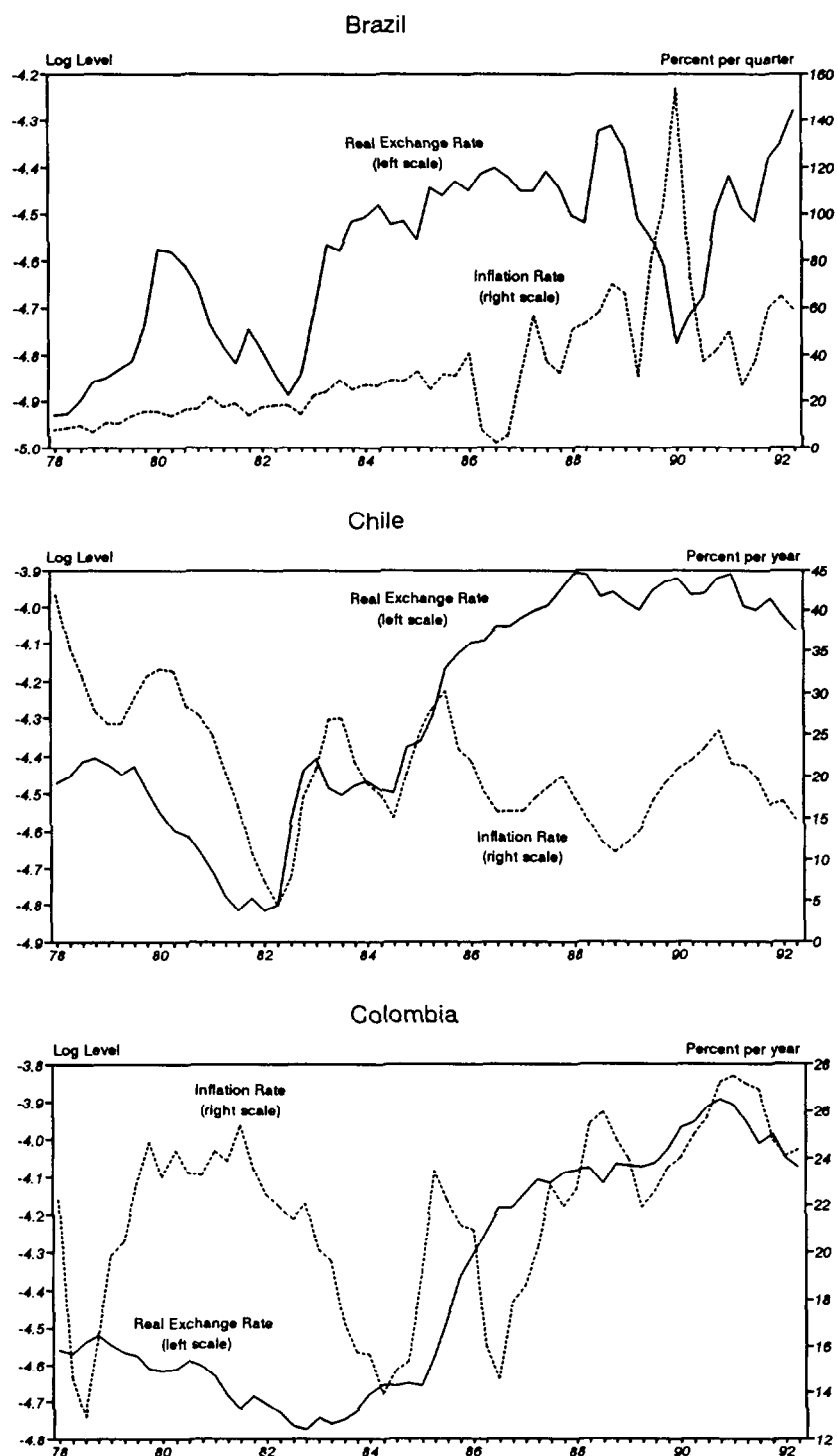 Brazil
Log Level
Percent per quarter
-4.2
-4.3
-4.4
-4.5
-4.6
-4.7
-4.8
-4.9
-5.0
160
140
120
100
80
60
40
20
0
Real Exchange Rate
(left scale)
Inflation Rate
(right scale)
78 80 82 84 86 88 90 92
Chile
Log Level
Percent per year
-3.9
-4.0
-4.1
-4.2
-4.3
-4.4
-4.5
-4.6
-4.7
-4.8
-4.9
45
40
35
30
25
20
15
10
5
0
Real Exchange Rate
(left scale)
Inflation Rate
(right scale)
78 80 82 84 86 88 90 92
Colombia
Log Level
Percent per year
-3.8
-3.9
-4.0
-4.1
-4.2
-4.3
-4.4
-4.5
-4.6
-4.7
-4.8
28
26
24
22
20
18
16
14
12
Inflation Rate
(right scale)
Real Exchange Rate
(left scale)
78 80 82 84 86 88 90 92